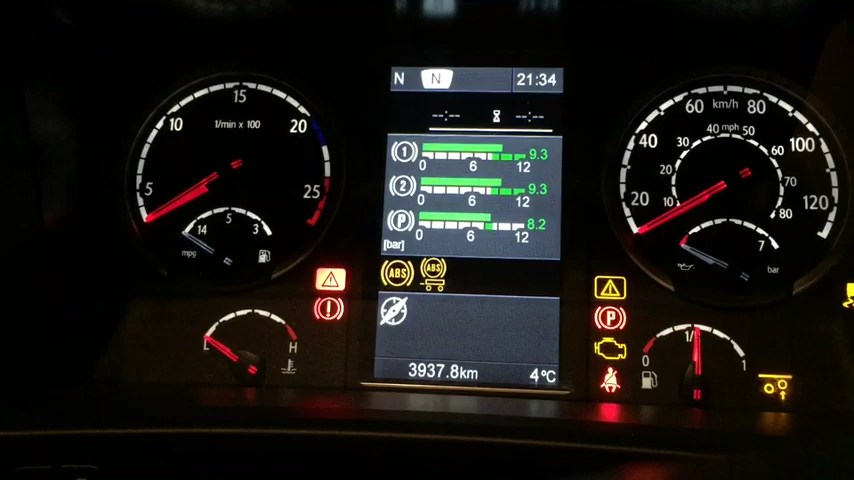 N N 21:34
--:-- --:--
15
10 1/min x 100 20
5 25
14 5 3
mpg
1 9.3
0 6 12
2 9.3
0 6 12
P 8.2
0 6 12
[bar]
ABS ABS
3937.8km 4°C
L H
60 km/h 80
40 100
20 120
40 mph 50
30 60
20 70
10 80
7
bar
P
0 1/ 1